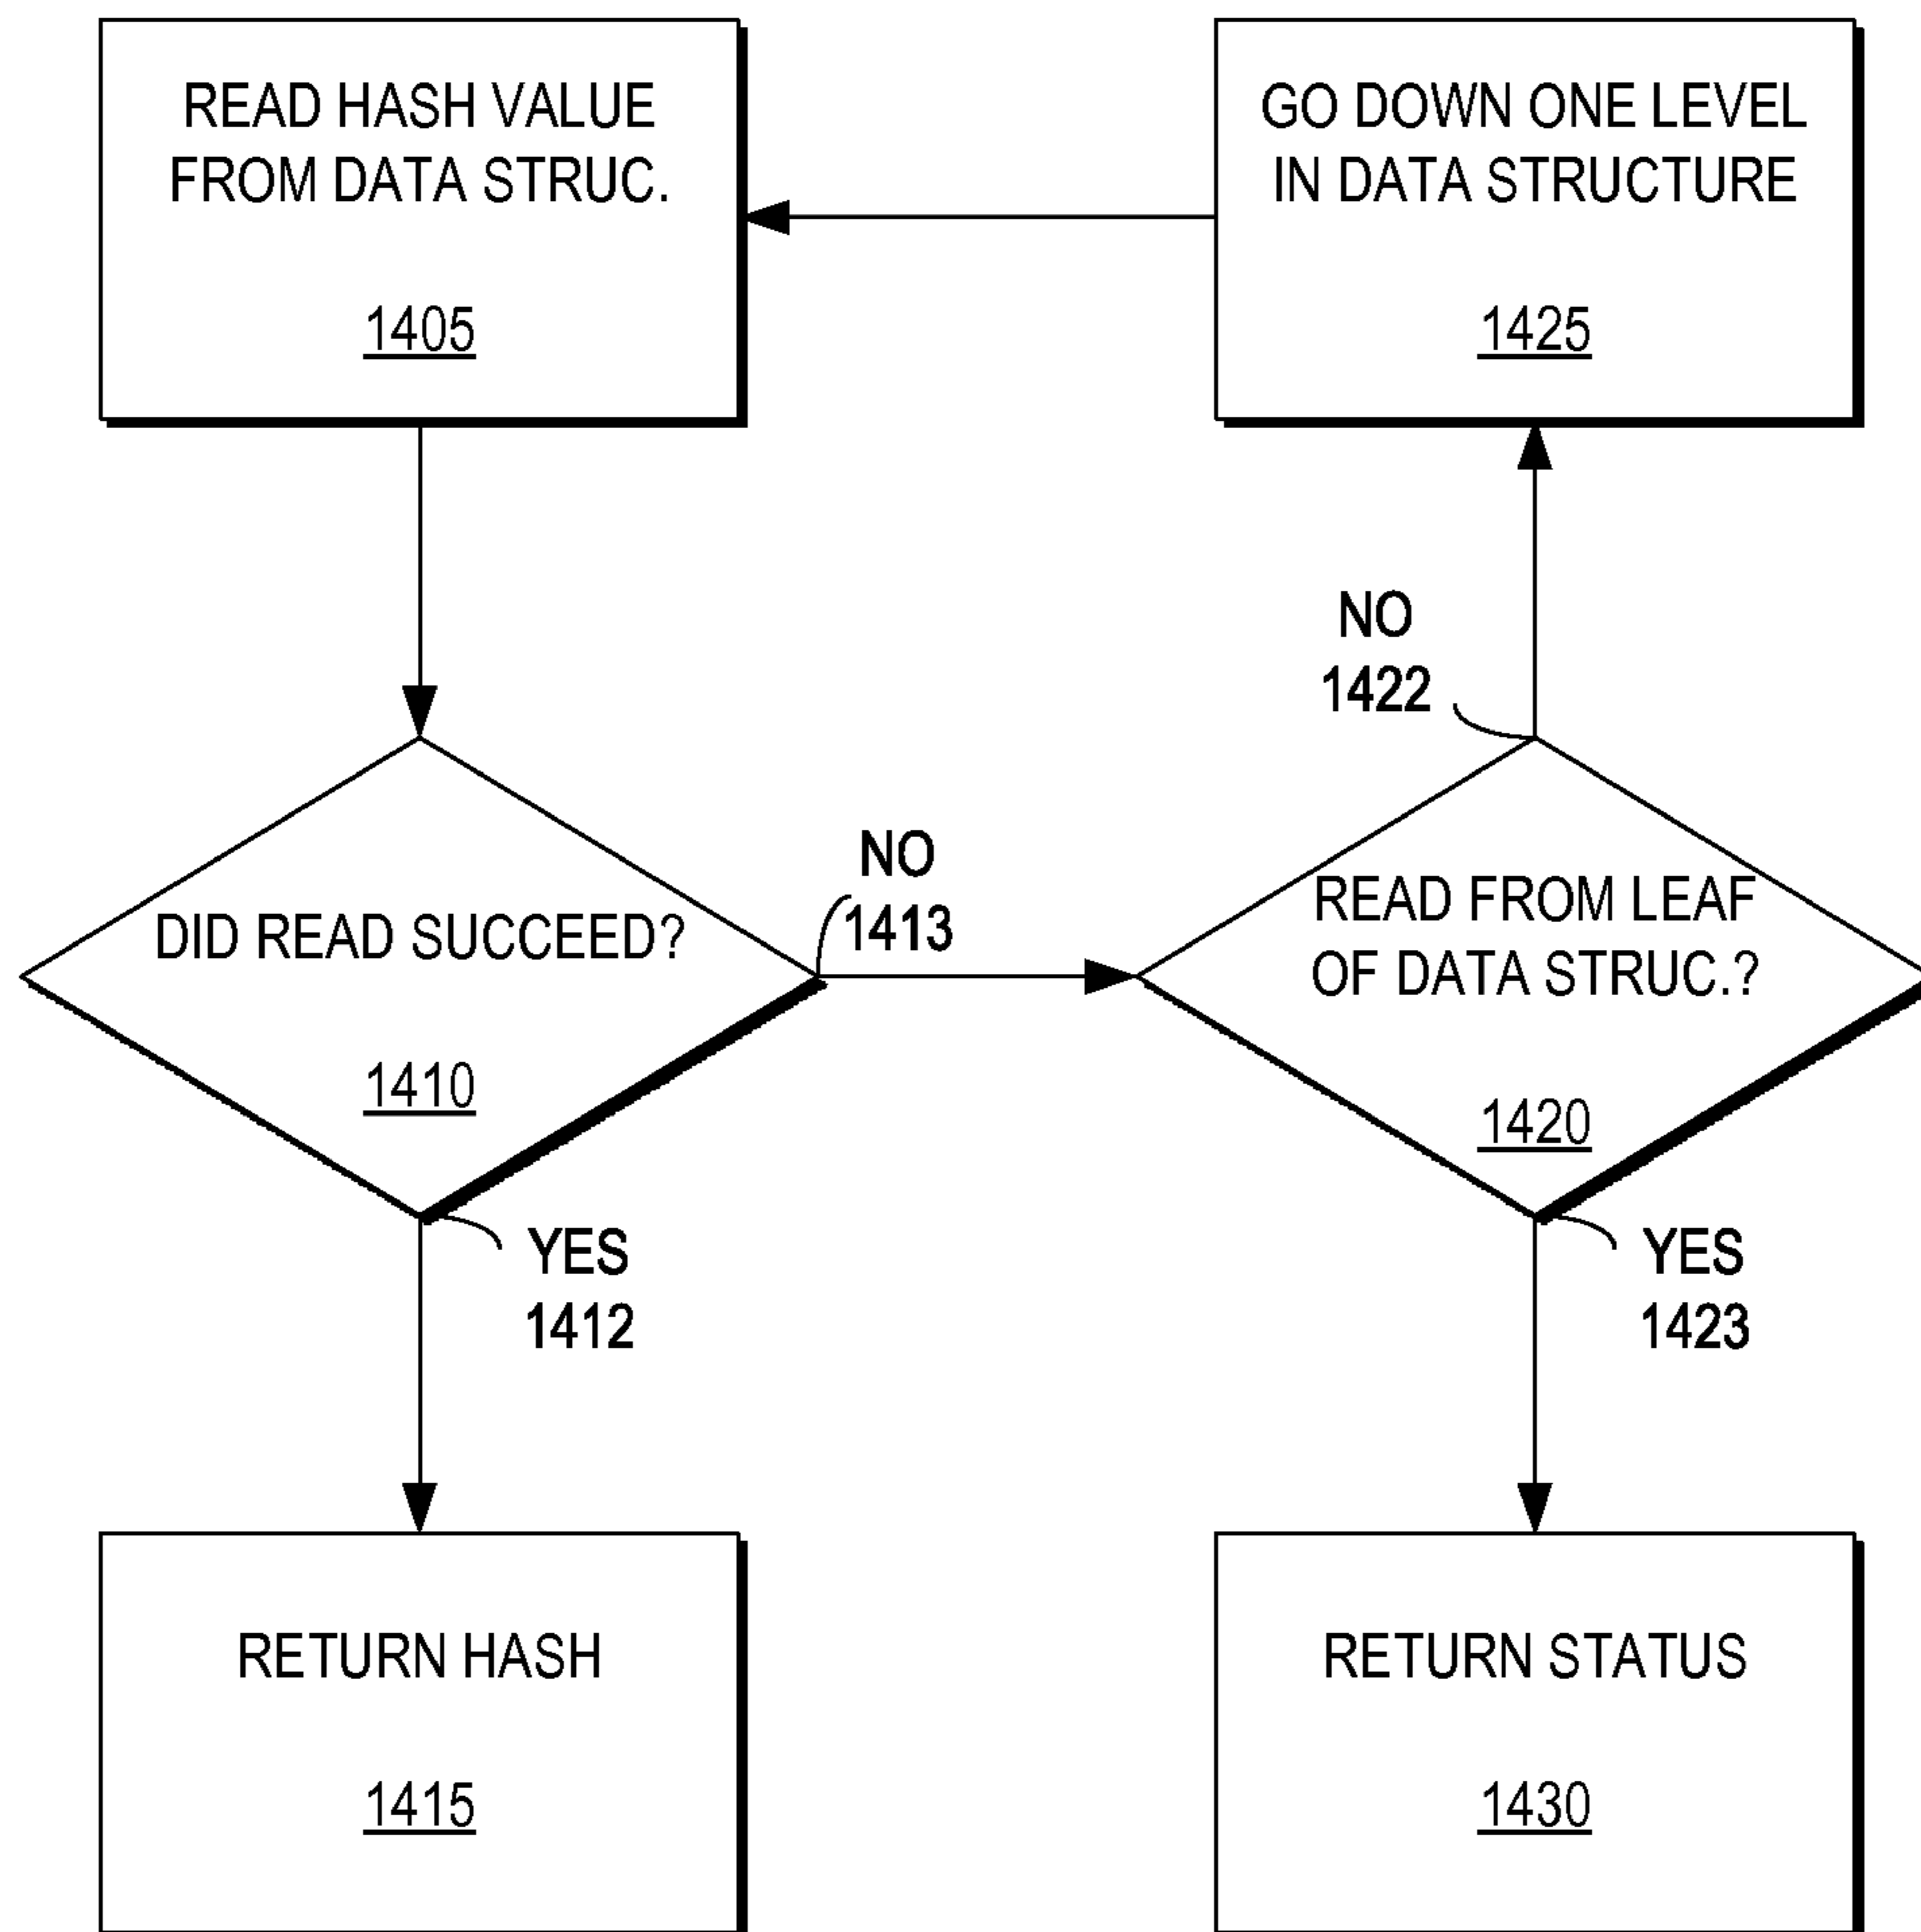 READ HASH VALUE
FROM DATA STRUC.
1405
GO DOWN ONE LEVEL
IN DATA STRUCTURE
1425
NO
1422
DID READ SUCCEED?
1410
NO
1413
READ FROM LEAF
OF DATA STRUC.?
1420
YES
1412
YES
1423
RETURN HASH
1415
RETURN STATUS
1430